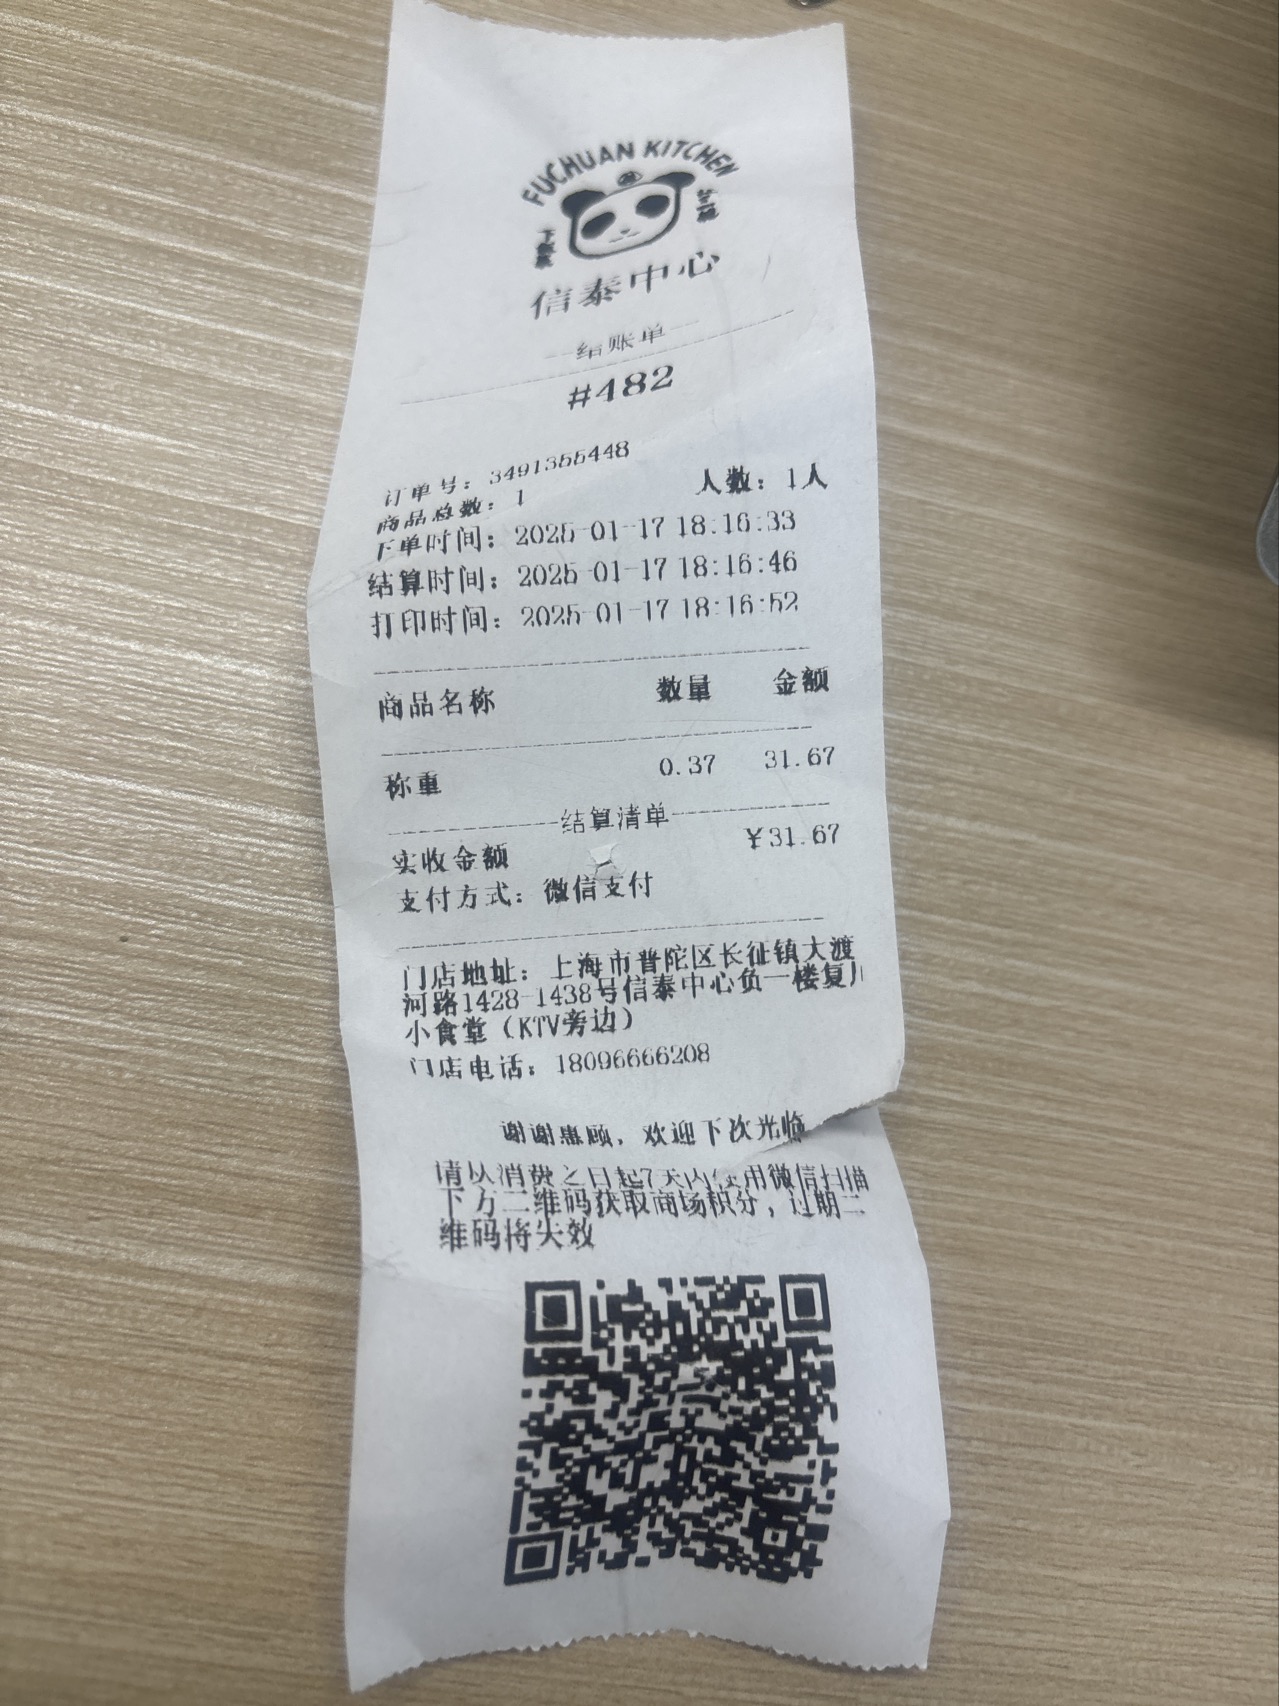 FUCHUAN KITCHEN
信泰中心
结账单
#482
订单号：3491355448
商品总数：1 人数：1人
下单时间：2025-01-17 18:16:33
结算时间：2025-01-17 18:16:46
打印时间：2025-01-17 18:16:52
商品名称 数量 金额
称重 0.37 31.67
结算清单
实收金额 ¥31.67
支付方式：微信支付
门店地址：上海市普陀区长征镇大渡
河路1428-1438号信泰中心负一楼复川
小食堂（KTV旁边）
门店电话：18096666208
谢谢惠顾，欢迎下次光临
请以消费之日起7天内使用微信扫描
下方二维码获取商场积分，过期二
维码将失效